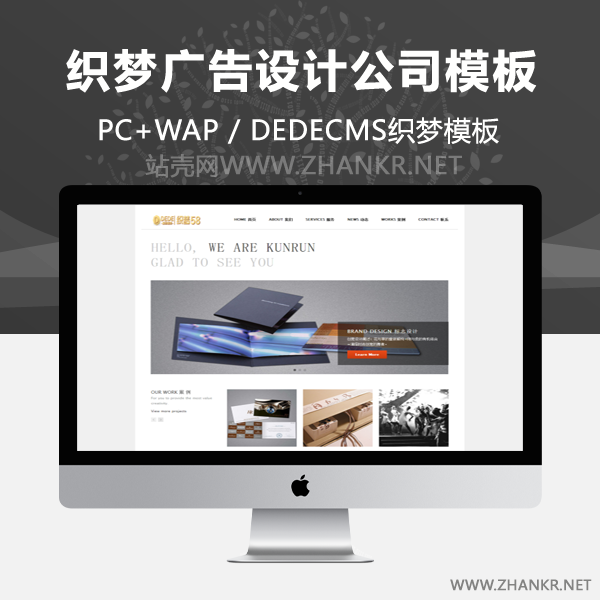 织梦广告设计公司模板
PC+WAP / DEDECMS织梦模板
站壳网WWW.ZHANKR.NET
HOME 首页 ABOUT 我们 SERVICES 服务 NEWS 动态 WORKS 案例 CONTACT 联系
HELLO, WE ARE KUNRUN
GLAD TO SEE YOU
BRAND DESIGN 标志设计
Learn More
OUR WORK 案例
View more projects
WWW.ZHANKR.NET